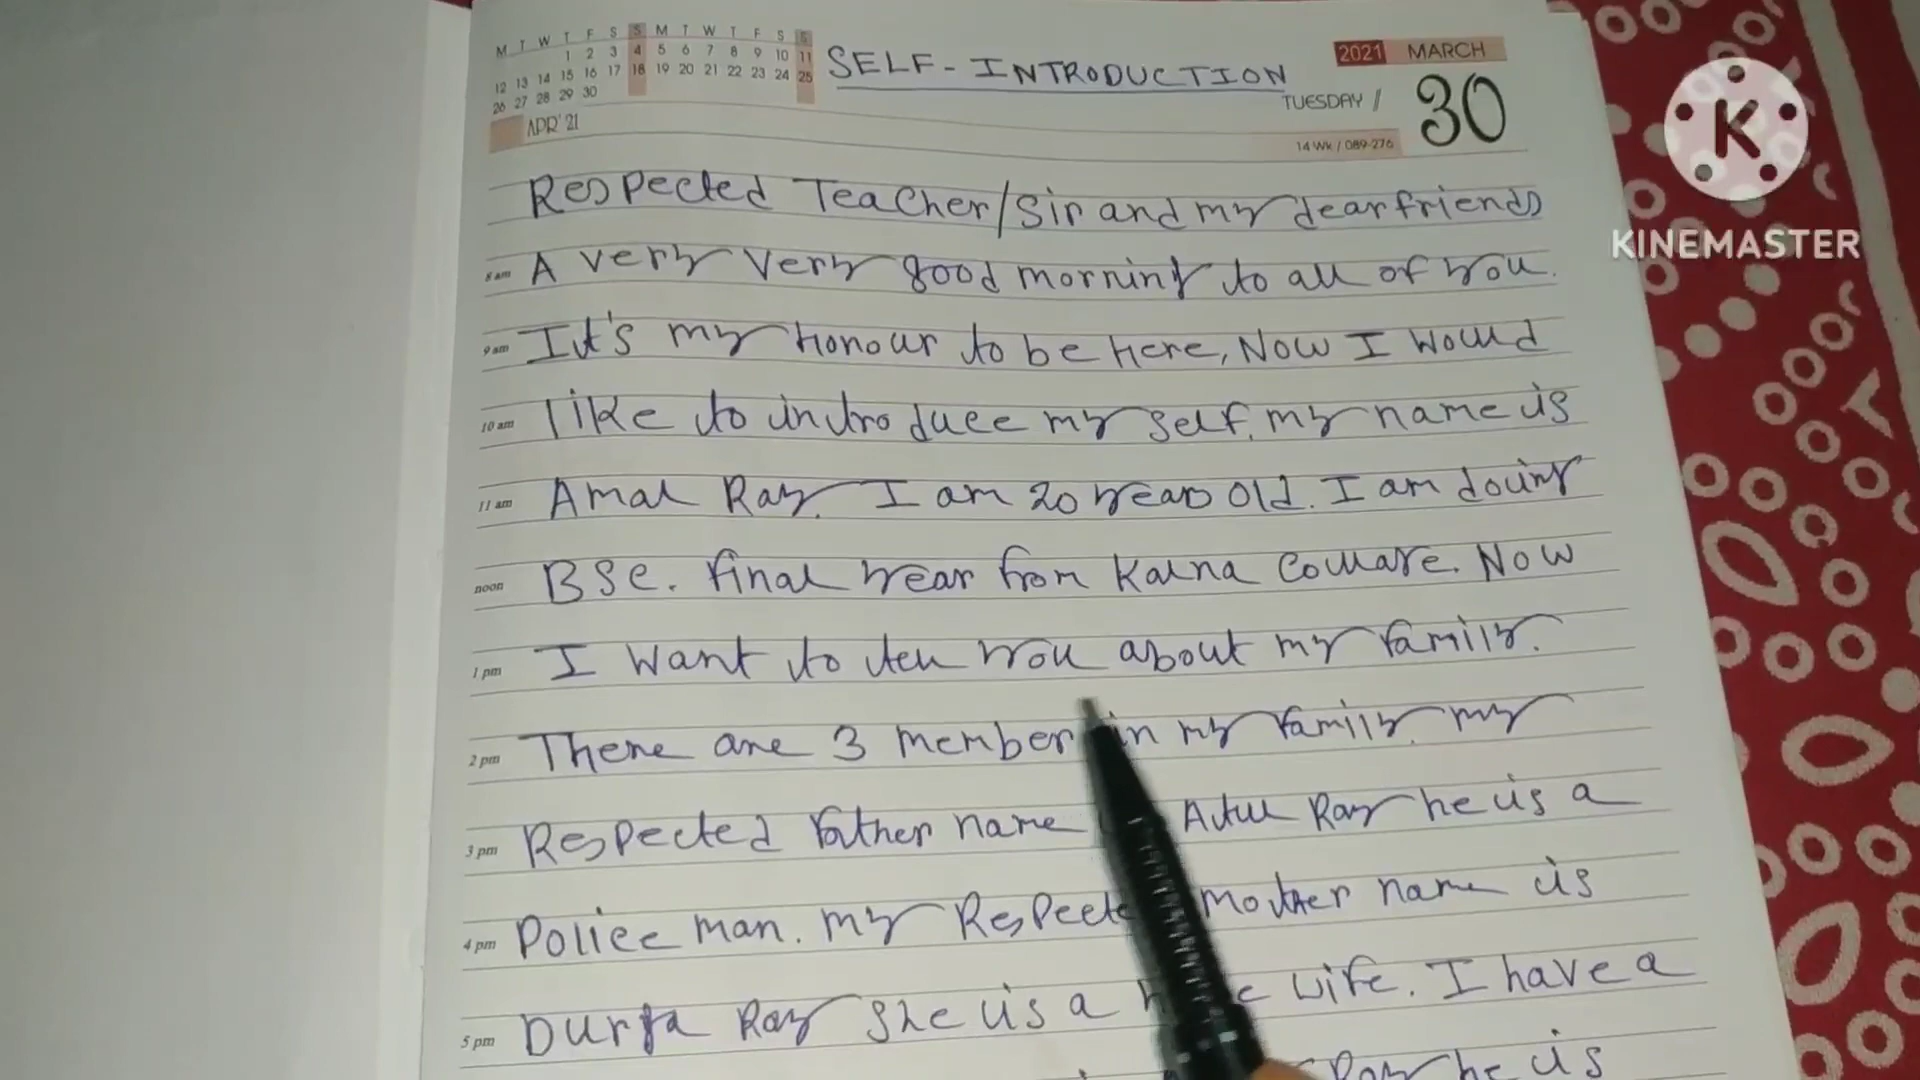 M T W T F S S M T W T F S S
1 2 3 4 5 6 7 8 9 10 11
12 13 14 15 16 17 18 19 20 21 22 23 24 25
26 27 28 29 30
APR' 21
SELF-INTRODUCTION
2021 MARCH
TUESDAY / 30
14 Wk / 089-276
K
KINEMASTER
Respected Teacher/Sir and my dear friends
8 am A very very good morning to all of you.
9 am It's my honour to be here, Now I would
10 am like to introduce my self. my name is
11 am Amal Ray. I am 20 years old. I am doing
noon BSc. final year from Kalna Collage. Now
1 pm I want to tell you about my family.
2 pm There are 3 member in my family. my
3 pm Respected father name Atul Ray he is a
4 pm Police man. my Respecte mother name is
5 pm Durga Ray she is a wife. I have a
Ray he is